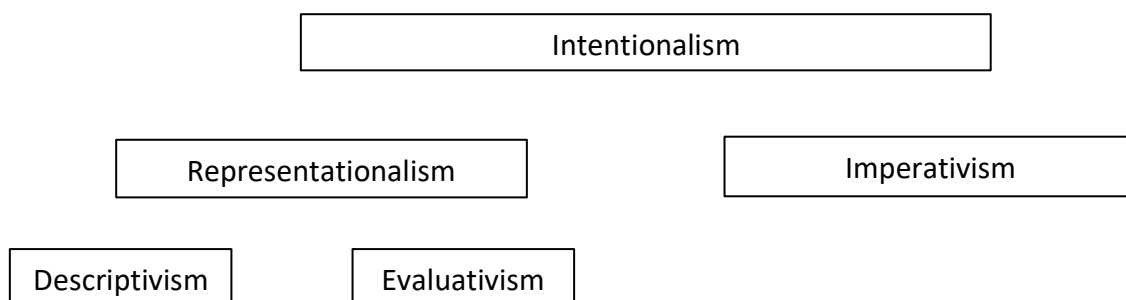 Intentionalism
Representationalism
Imperativism
Descriptivism
Evaluativism